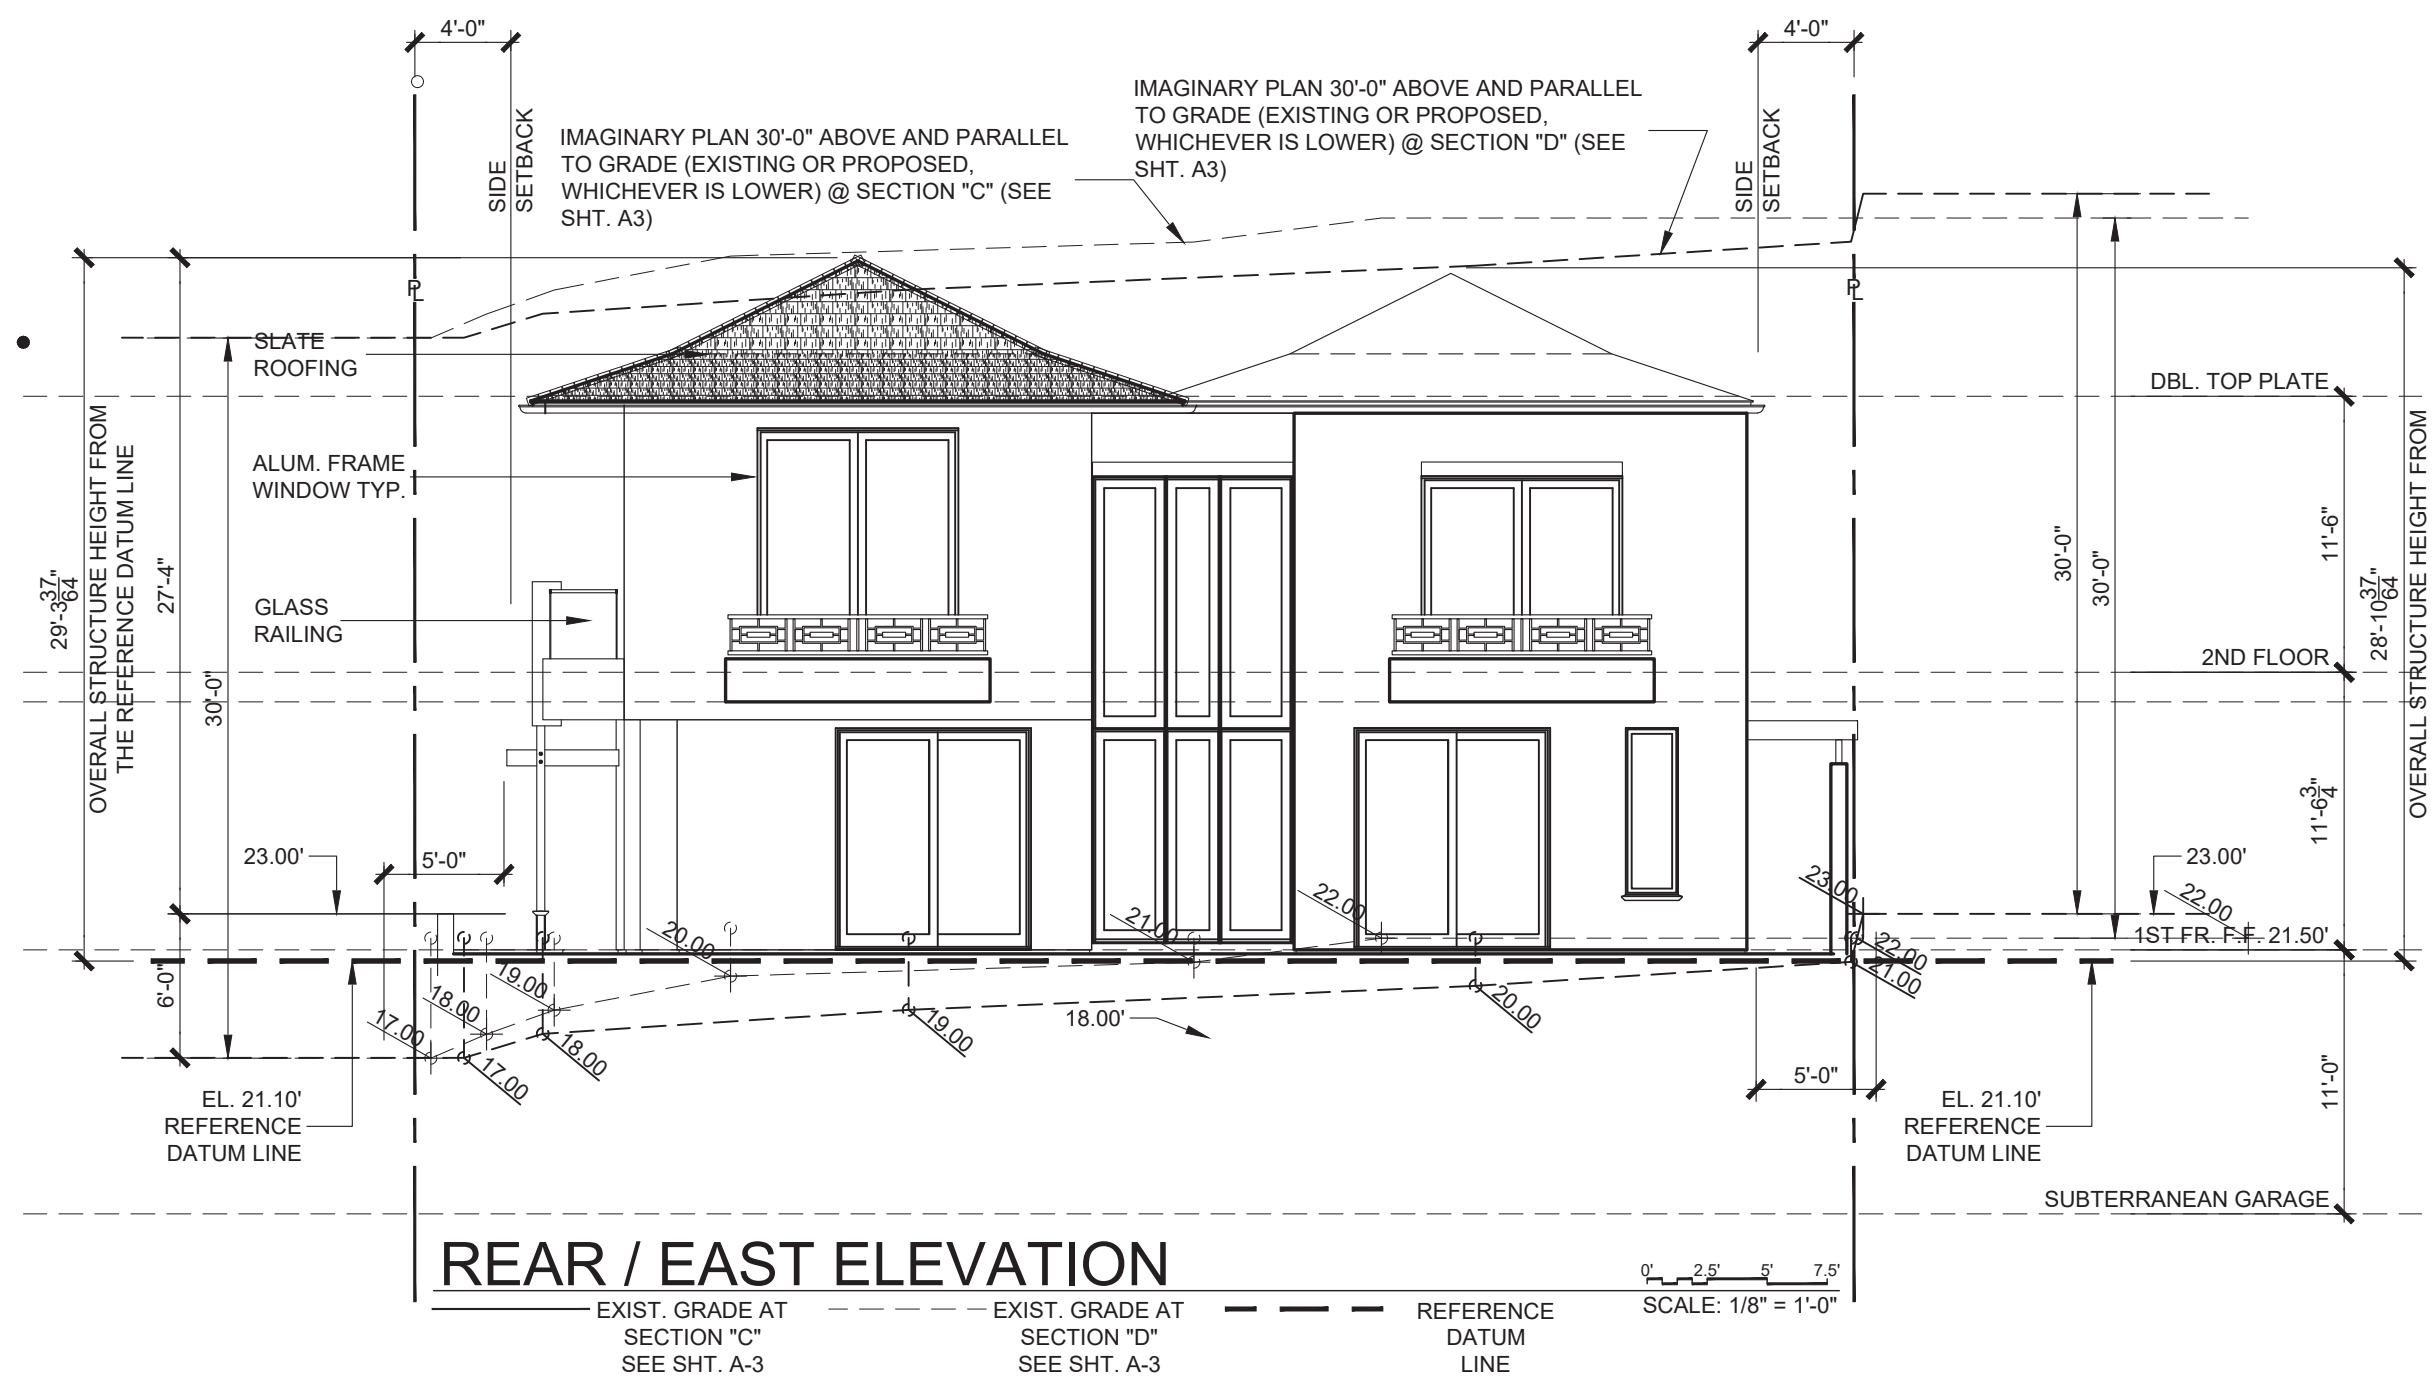 4'-0"
4'-0"
SIDE
SETBACK
IMAGINARY PLAN 30'-0" ABOVE AND PARALLEL
TO GRADE (EXISTING OR PROPOSED,
WHICHEVER IS LOWER) @ SECTION "C" (SEE
SHT. A3)
IMAGINARY PLAN 30'-0" ABOVE AND PARALLEL
TO GRADE (EXISTING OR PROPOSED,
WHICHEVER IS LOWER) @ SECTION "D" (SEE
SHT. A3)
SIDE
SETBACK
PL
PL
SLATE
ROOFING
DBL. TOP PLATE
ALUM. FRAME
WINDOW TYP.
GLASS
RAILING
29'-3 37/64"
OVERALL STRUCTURE HEIGHT FROM
THE REFERENCE DATUM LINE
27'-4"
30'-0"
30'-0"
30'-0"
11'-6"
28'-10 37/64"
OVERALL STRUCTURE HEIGHT FROM
2ND FLOOR
11'-6 3/4"
23.00'
5'-0"
23.00
23.00'
22.00
1ST FR. F.F. 21.50'
22.00
21.00
20.00
22.00
21.00
6'-0"
19.00
18.00
17.00
17.00
18.00
19.00
18.00'
20.00
5'-0"
11'-0"
EL. 21.10'
REFERENCE
DATUM LINE
EL. 21.10'
REFERENCE
DATUM LINE
SUBTERRANEAN GARAGE
REAR / EAST ELEVATION
0' 2.5' 5' 7.5'
SCALE: 1/8" = 1'-0"
EXIST. GRADE AT
SECTION "C"
SEE SHT. A-3
EXIST. GRADE AT
SECTION "D"
SEE SHT. A-3
REFERENCE
DATUM
LINE